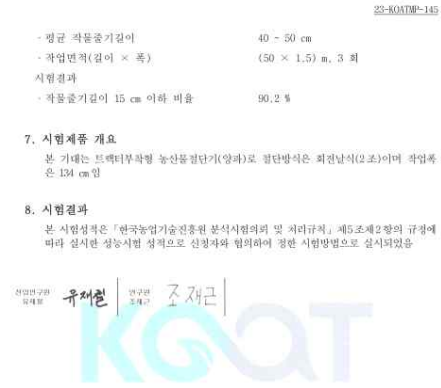 23-KOATMP-145
· 평균 작물줄기길이 40 ~ 50 cm
· 작업면적(길이 × 폭) (50 × 1.5) m, 3 회
시험결과
· 작물줄기길이 15 cm 이하 비율 90.2 %
7. 시험제품 개요
본 기대는 트랙터부착형 농산물절단기(양파)로 절단방식은 회전날식(2조)이며 작업폭
은 134 cm임
8. 시험결과
본 시험성적은 「한국농업기술진흥원 분석시험의뢰 및 처리규칙」 제5조제2항의 규정에
따라 실시한 성능시험 성적으로 신청자와 협의하여 정한 시험방법으로 실시되었음
전임연구원 유재형 연구원 조재근
조재근
KOAT